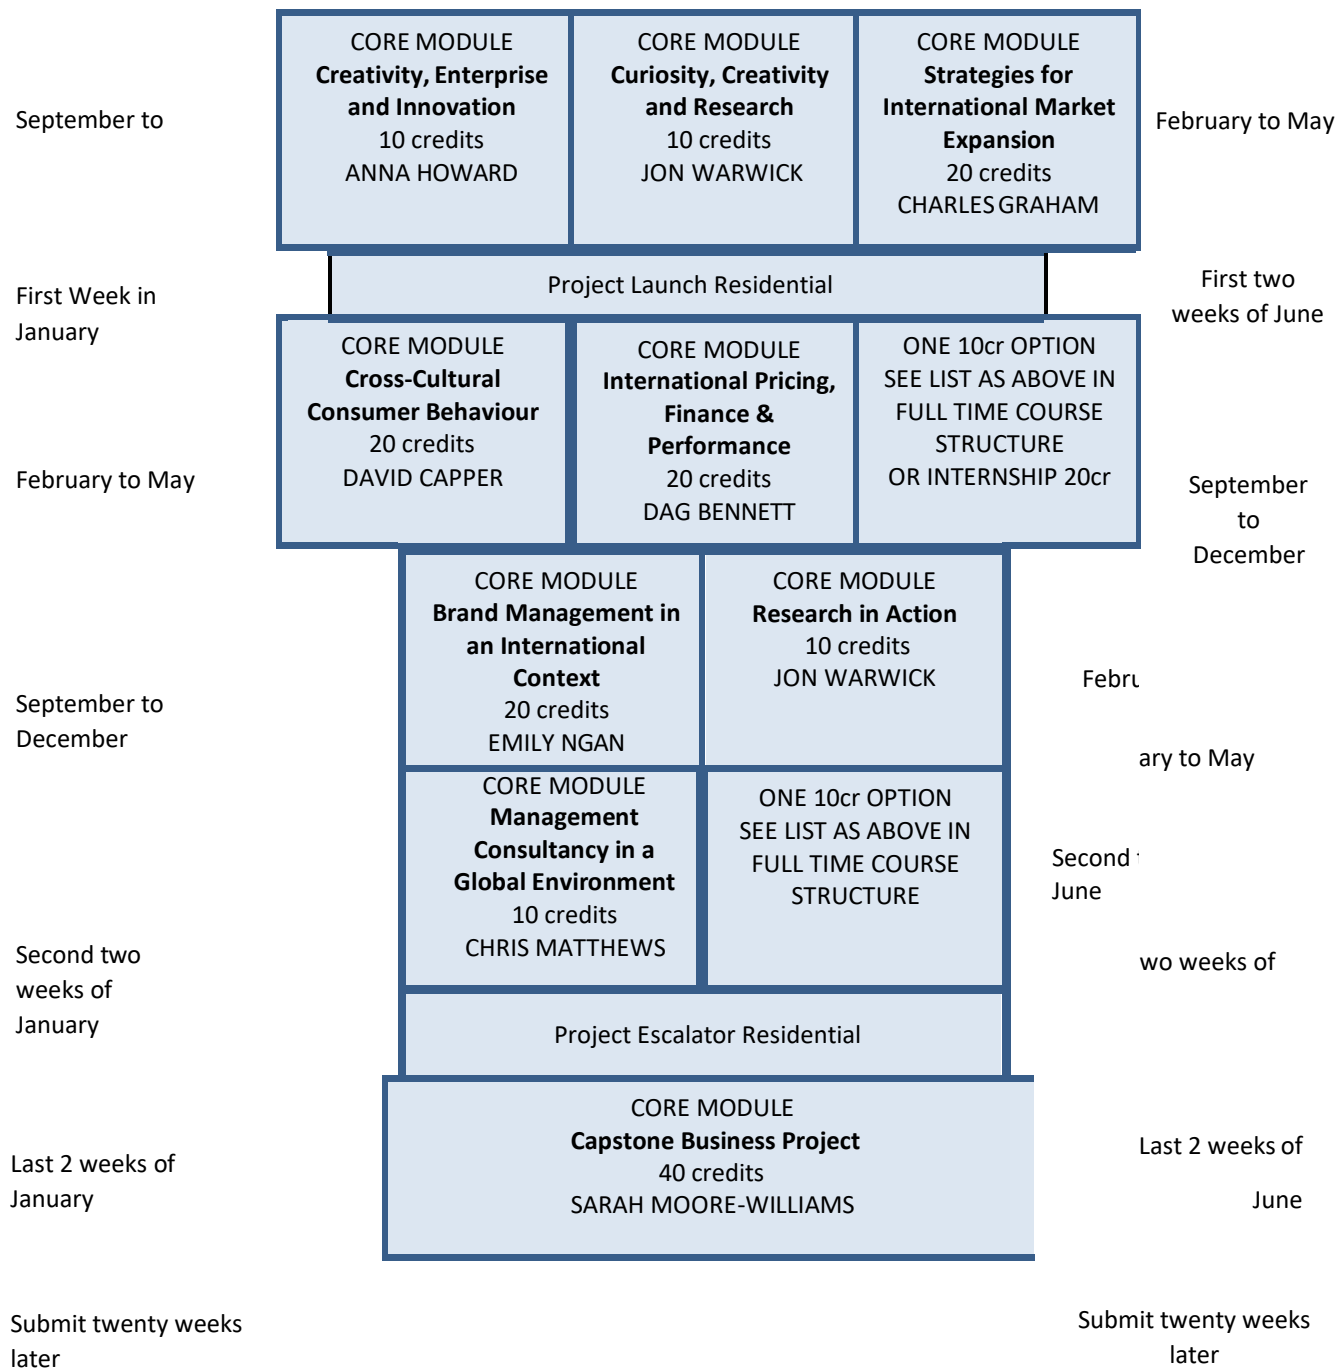 September to
CORE MODULE
Creativity, Enterprise
and Innovation
10 credits
ANNA HOWARD
CORE MODULE
Curiosity, Creativity
and Research
10 credits
JON WARWICK
CORE MODULE
Strategies for
International Market
Expansion
20 credits
CHARLES GRAHAM
February to May
First Week in
January
Project Launch Residential
First two
weeks of June
February to May
CORE MODULE
Cross-Cultural
Consumer Behaviour
20 credits
DAVID CAPPER
CORE MODULE
International Pricing,
Finance &
Performance
20 credits
DAG BENNETT
ONE 10cr OPTION
SEE LIST AS ABOVE IN
FULL TIME COURSE
STRUCTURE
OR INTERNSHIP 20cr
September
to
December
September to
December
CORE MODULE
Brand Management in
an International
Context
20 credits
EMILY NGAN
CORE MODULE
Research in Action
10 credits
JON WARWICK
Febru
ary to May
Second two
weeks of
January
CORE MODULE
Management
Consultancy in a
Global Environment
10 credits
CHRIS MATTHEWS
ONE 10cr OPTION
SEE LIST AS ABOVE IN
FULL TIME COURSE
STRUCTURE
Second
June
wo weeks of
Project Escalator Residential
Last 2 weeks of
January
CORE MODULE
Capstone Business Project
40 credits
SARAH MOORE-WILLIAMS
Last 2 weeks of
June
Submit twenty weeks
later
Submit twenty weeks
later